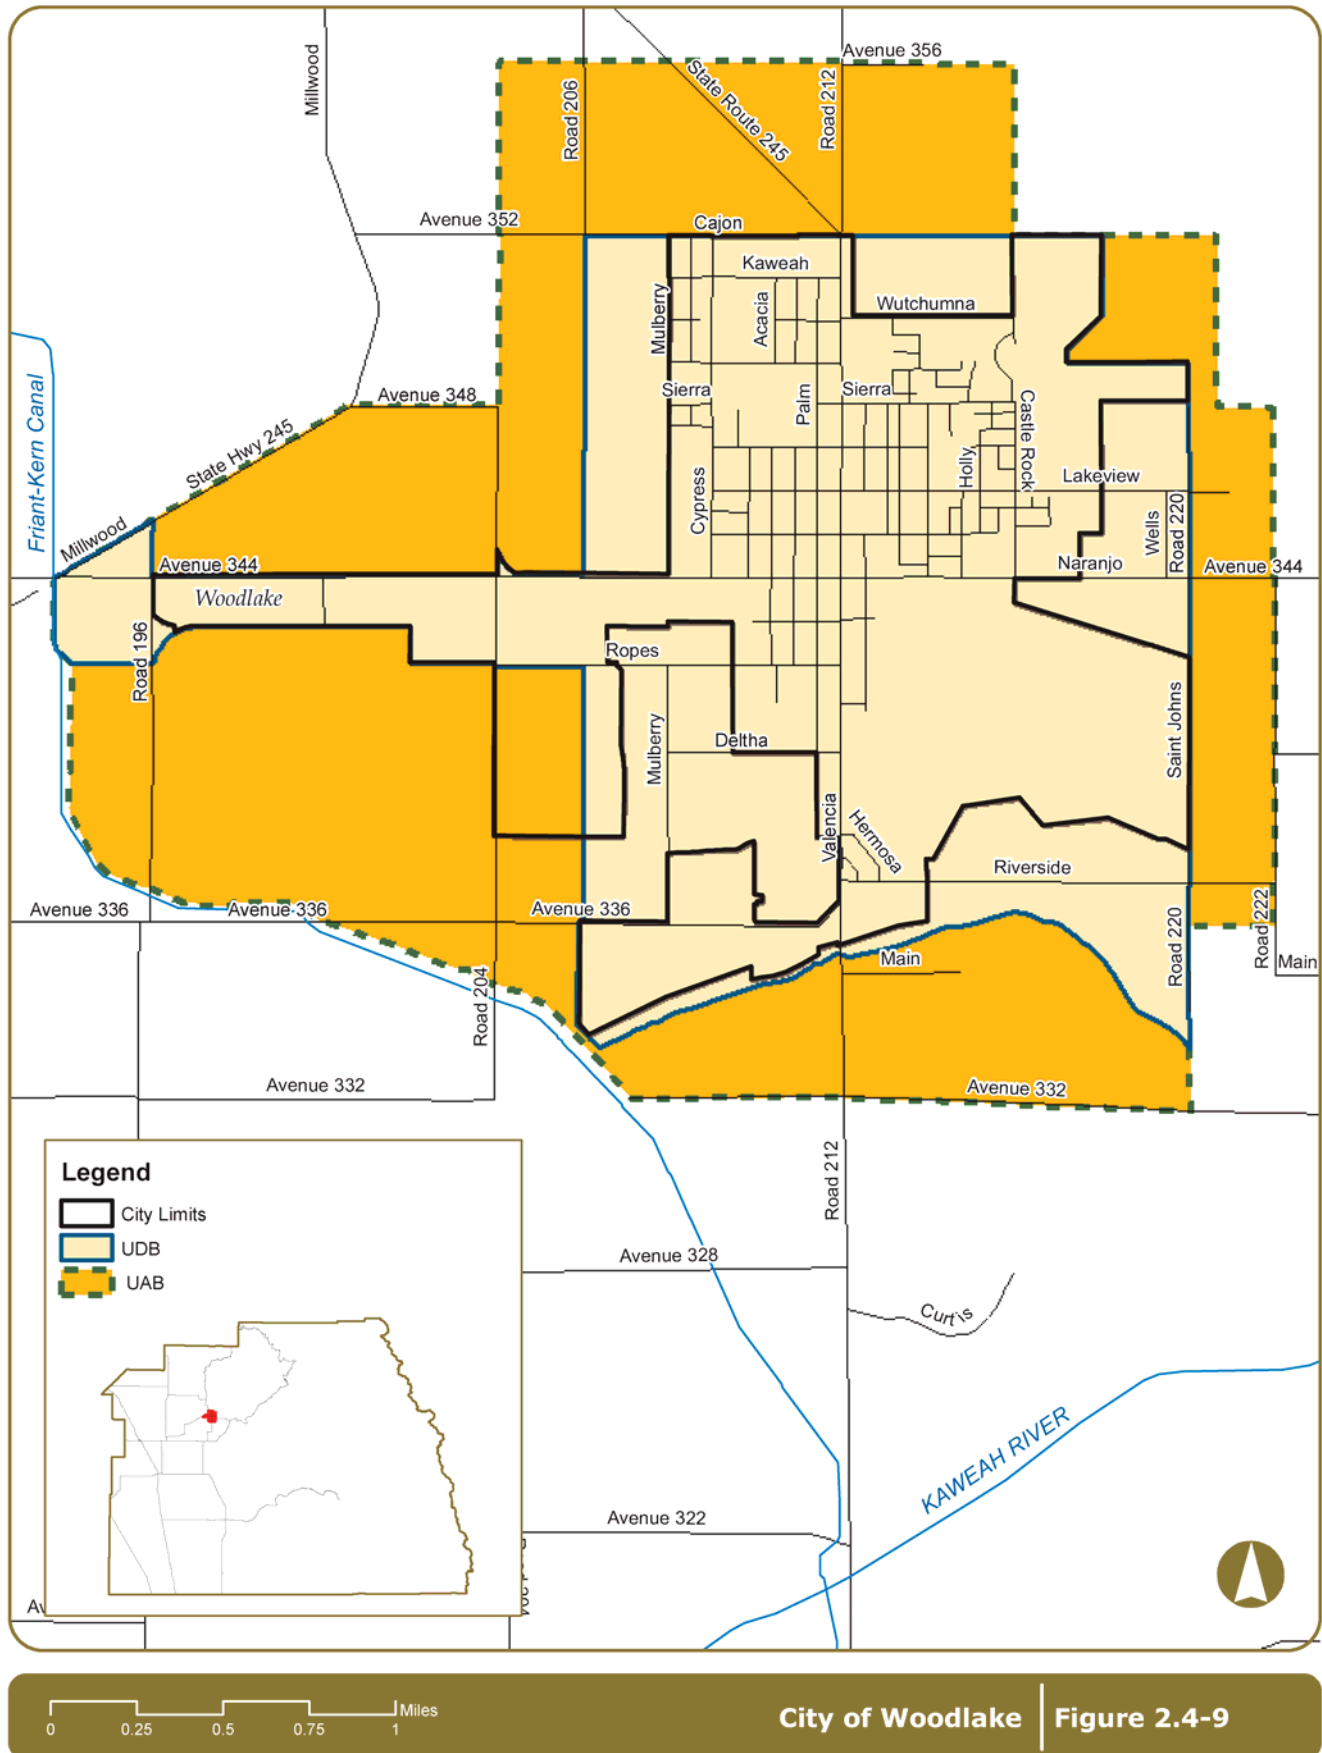 Avenue 356
Millwood
Road 206
State Route 245
Road 212
Avenue 352
Cajon
Kaweah
Mulberry
Acacia
Wutchumna
Friant-Kern Canal
Avenue 348
Sierra
Palm
Sierra
Castle Rock
State Hwy 245
Cypress
Holly
Lakeview
Wells
Road 220
Millwood
Avenue 344
Naranjo
Avenue 344
Woodlake
Road 196
Ropes
Mulberry
Deltha
Saint Johns
Valencia
Hermosa
Riverside
Avenue 336
Avenue 336
Avenue 336
Road 220
Road 222
Main
Main
Road 204
Avenue 332
Avenue 332
Road 212
Legend
City Limits
UDB
UAB
Avenue 328
Curtis
KAWEAH RIVER
Avenue 322
Miles
0 0.25 0.5 0.75 1
City of Woodlake
Figure 2.4-9